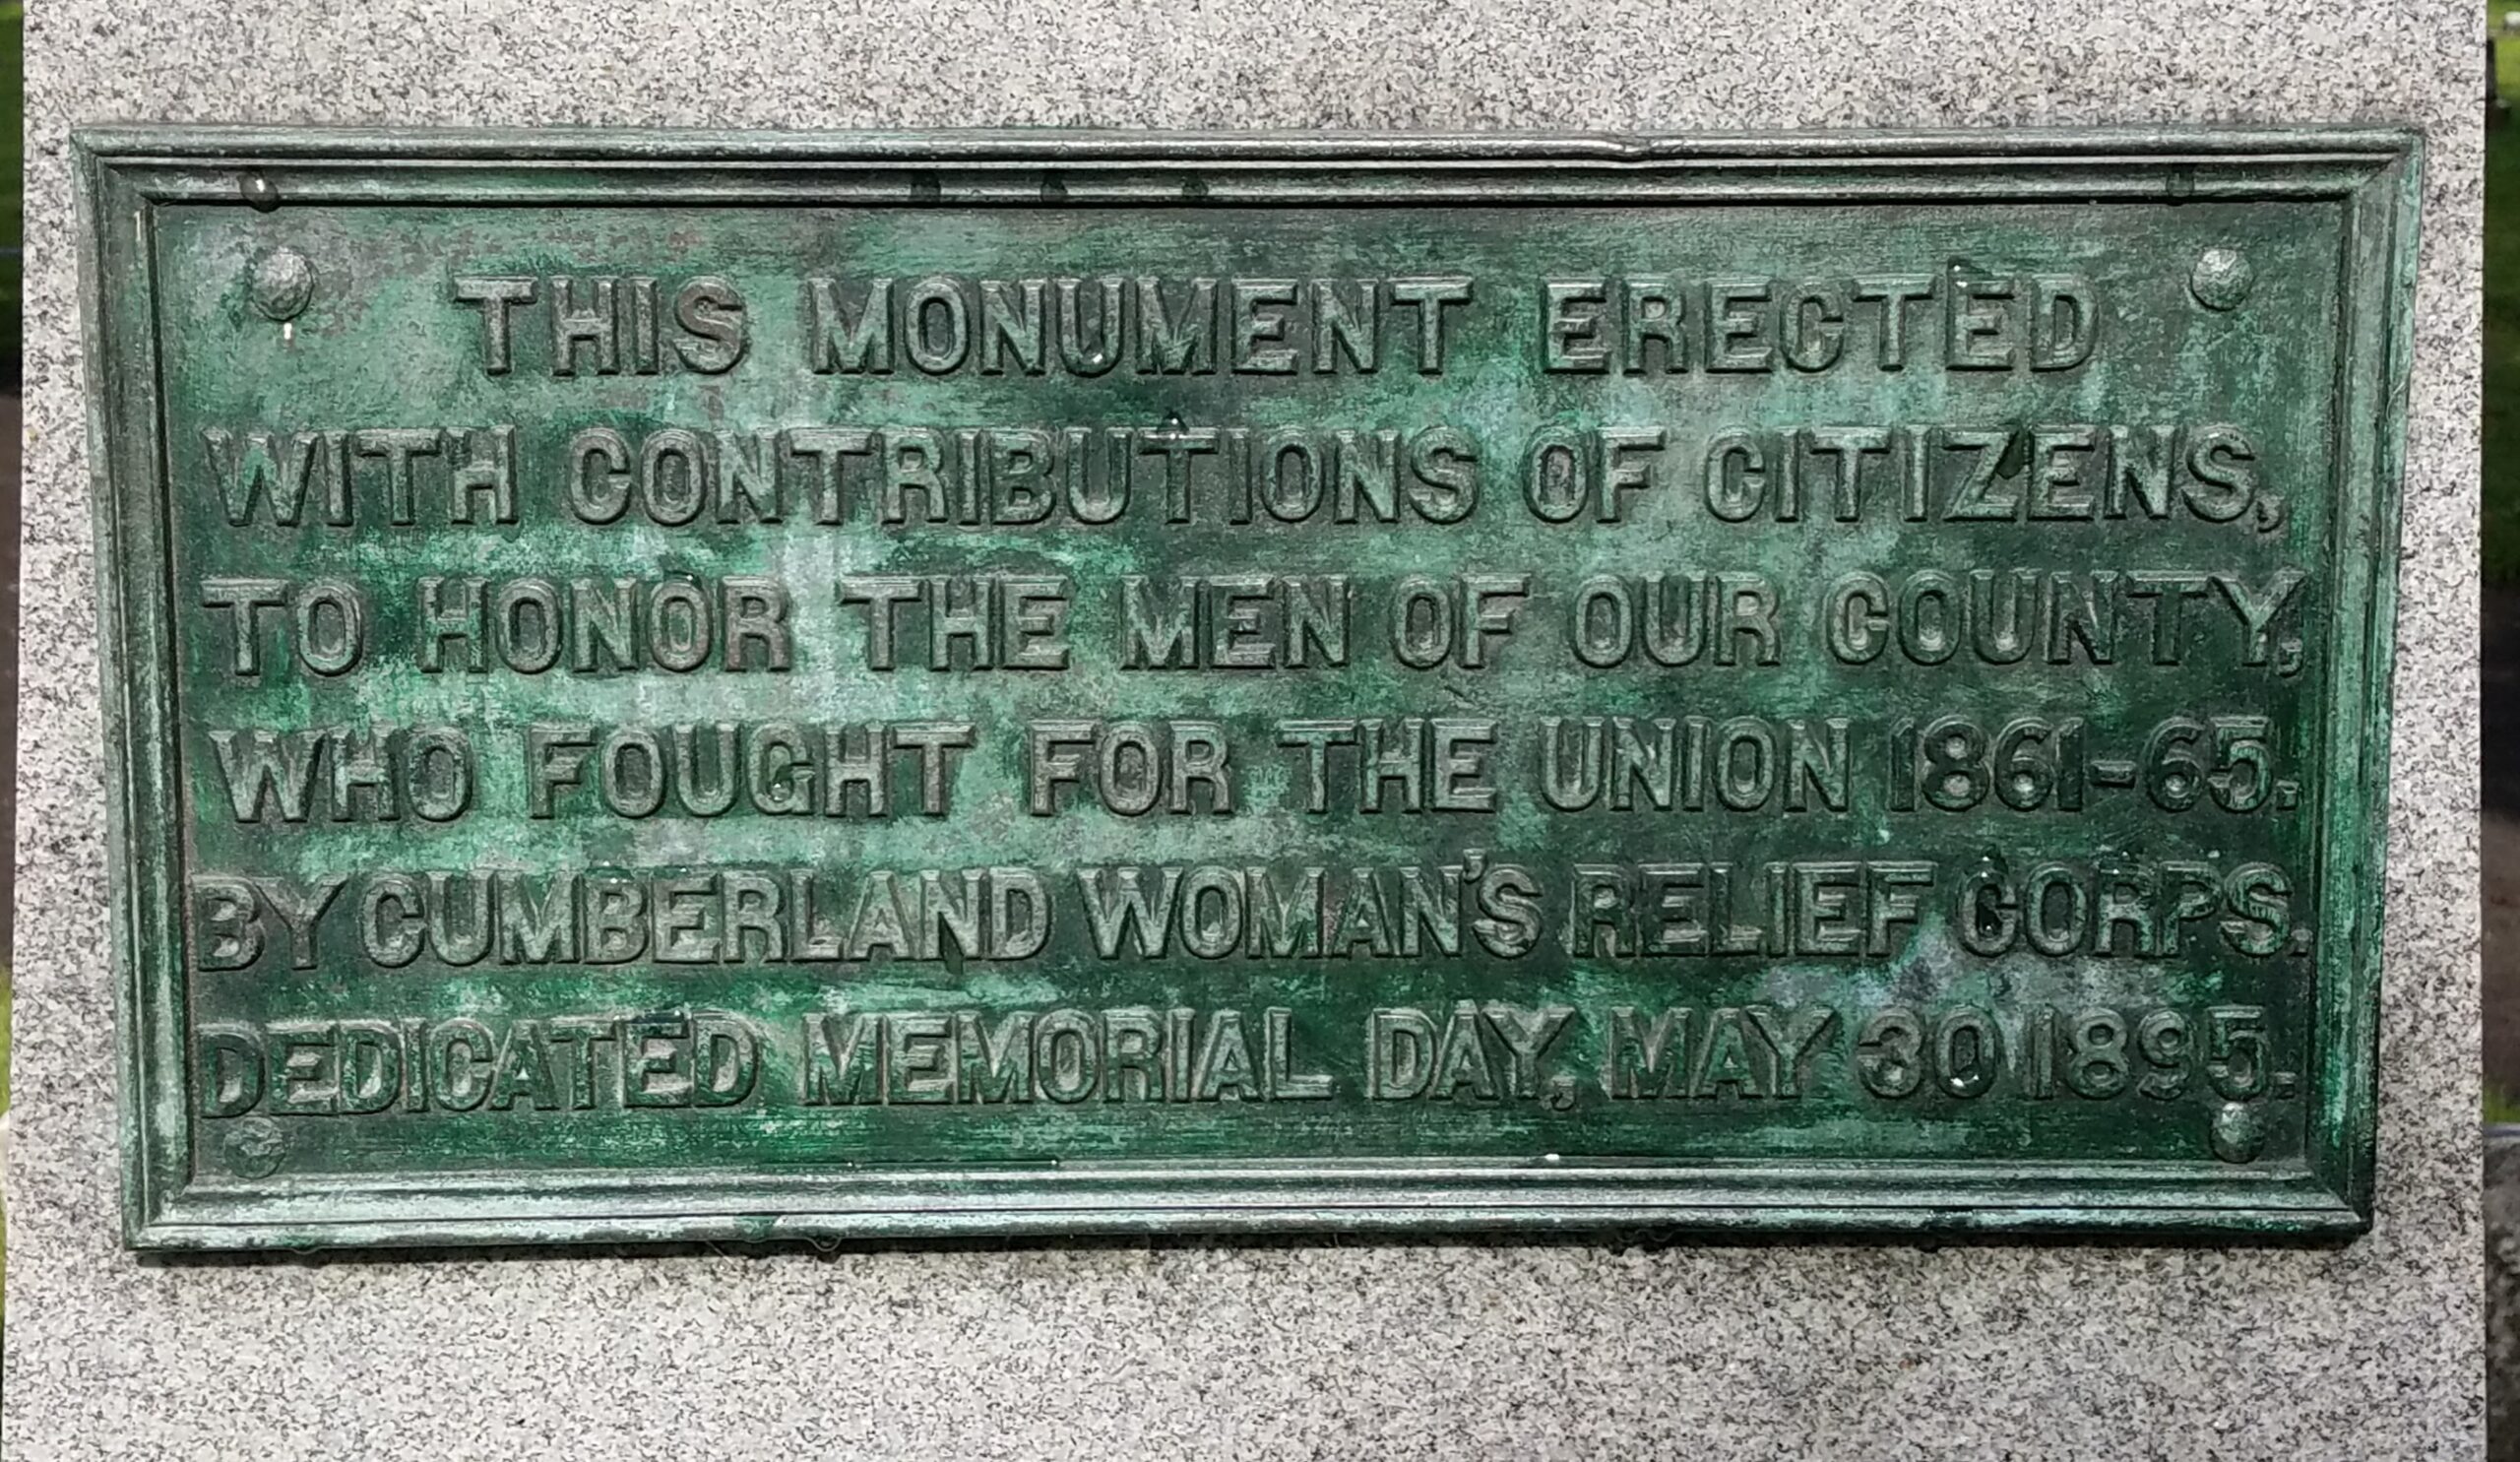 THIS MONUMENT ERECTED
WITH CONTRIBUTIONS OF CITIZENS,
TO HONOR THE MEN OF OUR COUNTY,
WHO FOUGHT FOR THE UNION 1861-65.
BY CUMBERLAND WOMAN'S RELIEF CORPS.
DEDICATED MEMORIAL DAY, MAY 30 1895.